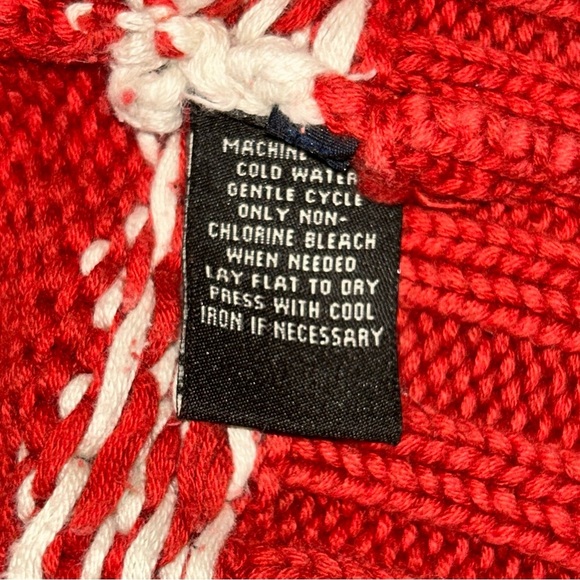 MACHINE
COLD WATER
GENTLE CYCLE
ONLY NON-
CHLORINE BLEACH
WHEN NEEDED
LAY FLAT TO DRY
PRESS WITH COOL
IRON IF NECESSARY